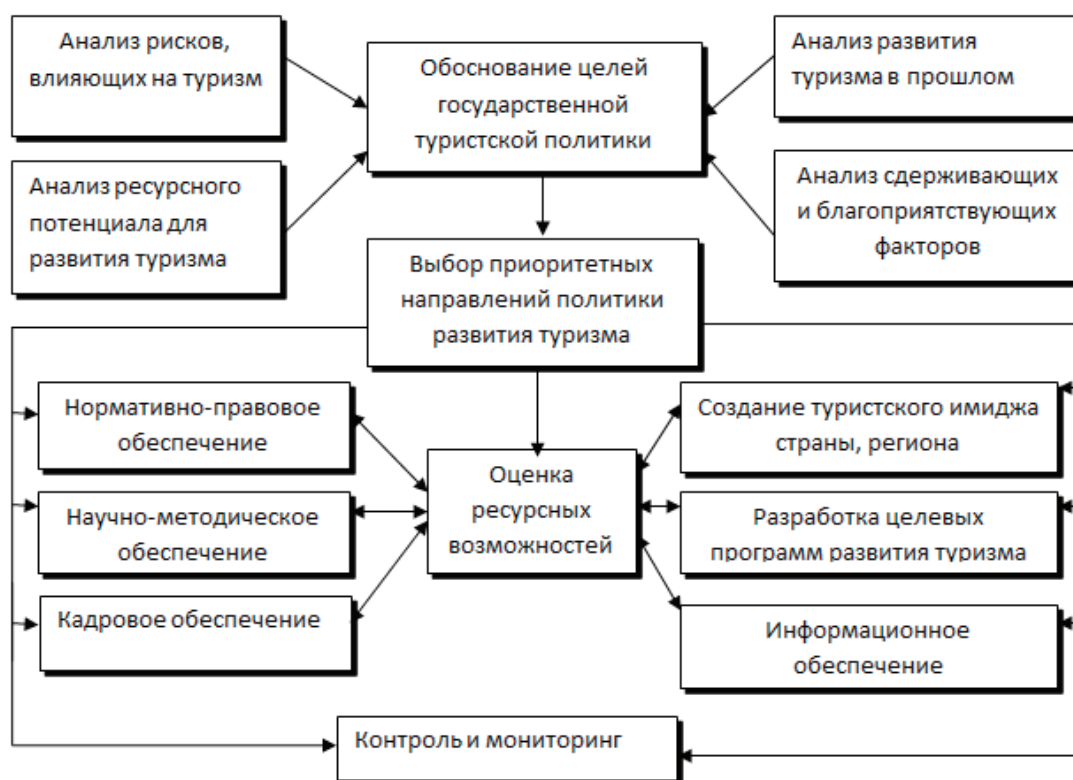 Анализ рисков,
влияющих на туризм
Обоснование целей
государственной
туристской политики
Анализ развития
туризма в прошлом
Анализ ресурсного
потенциала для
развития туризма
Анализ сдерживающих
и благоприятствующих
факторов
Выбор приоритетных
направлений политики
развития туризма
Нормативно-правовое
обеспечение
Научно-методическое
обеспечение
Кадровое обеспечение
Оценка
ресурсных
возможностей
Создание туристского имиджа
страны, региона
Разработка целевых
программ развития туризма
Информационное
обеспечение
Контроль и мониторинг